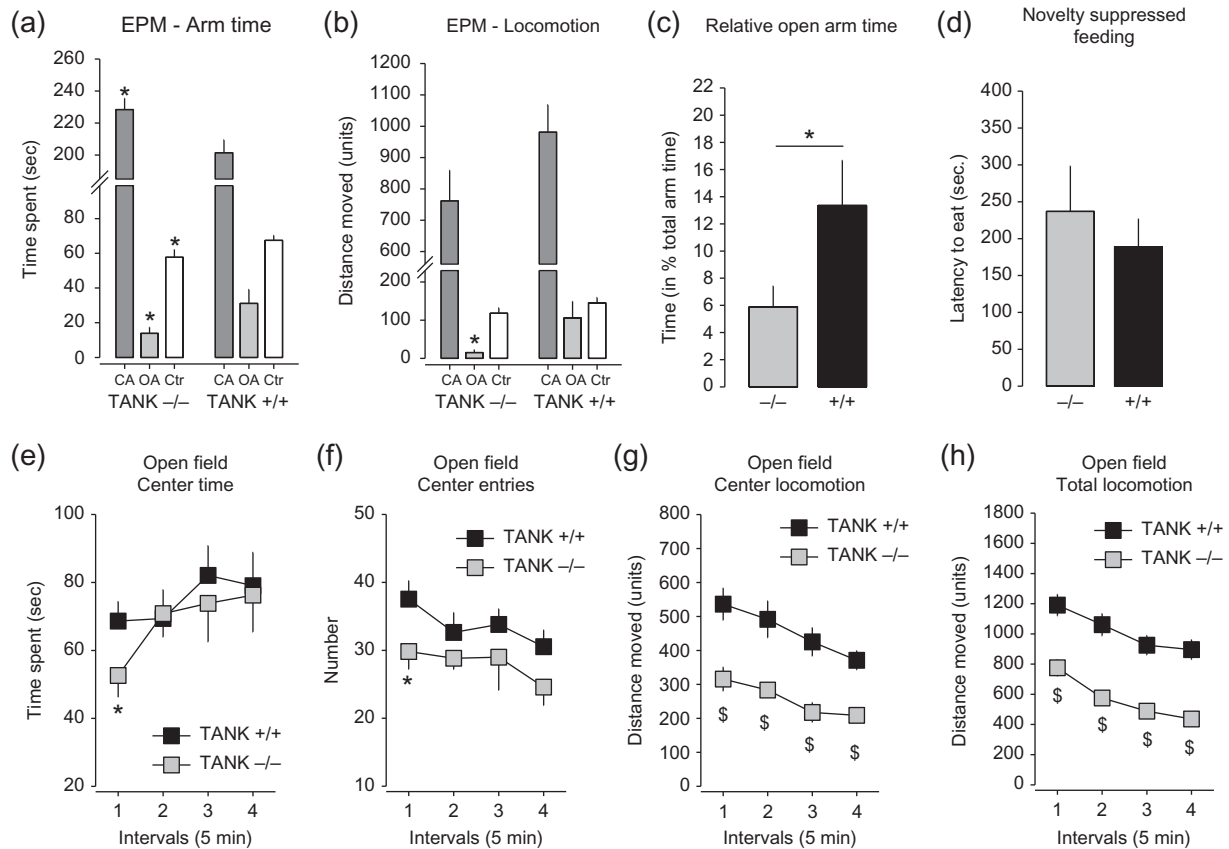 (a) EPM - Arm time
Time spent (sec)
260
240
220
200
80
60
40
20
0
*
*
*
CA OA Ctr CA OA Ctr
TANK –/– TANK +/+
(b) EPM - Locomotion
Distance moved (units)
1200
1100
1000
900
800
700
600
100
200
100
0
*
CA OA Ctr CA OA Ctr
TANK –/– TANK +/+
(c) Relative open arm time
Time (in % total arm time)
22
20
18
16
14
12
10
8
6
4
2
0
*
–/– +/+
(d) Novelty suppressed
feeding
Latency to eat (sec.)
400
350
300
250
200
150
100
50
0
–/– +/+
(e) Open field
Center time
Time spent (sec)
100
80
60
40
20
*
TANK +/+
TANK –/–
1 2 3 4
Intervals (5 min)
(f) Open field
Center entries
Number
50
40
30
20
10
TANK +/+
TANK –/–
*
1 2 3 4
Intervals (5 min)
(g) Open field
Center locomotion
Distance moved (units)
800
700
600
500
400
300
200
100
0
TANK +/+
TANK –/–
$ $ $ $
1 2 3 4
Intervals (5 min)
(h) Open field
Total locomotion
Distance moved (units)
1800
1600
1400
1200
1000
800
600
400
200
0
TANK +/+
TANK –/–
$ $ $ $
1 2 3 4
Intervals (5 min)